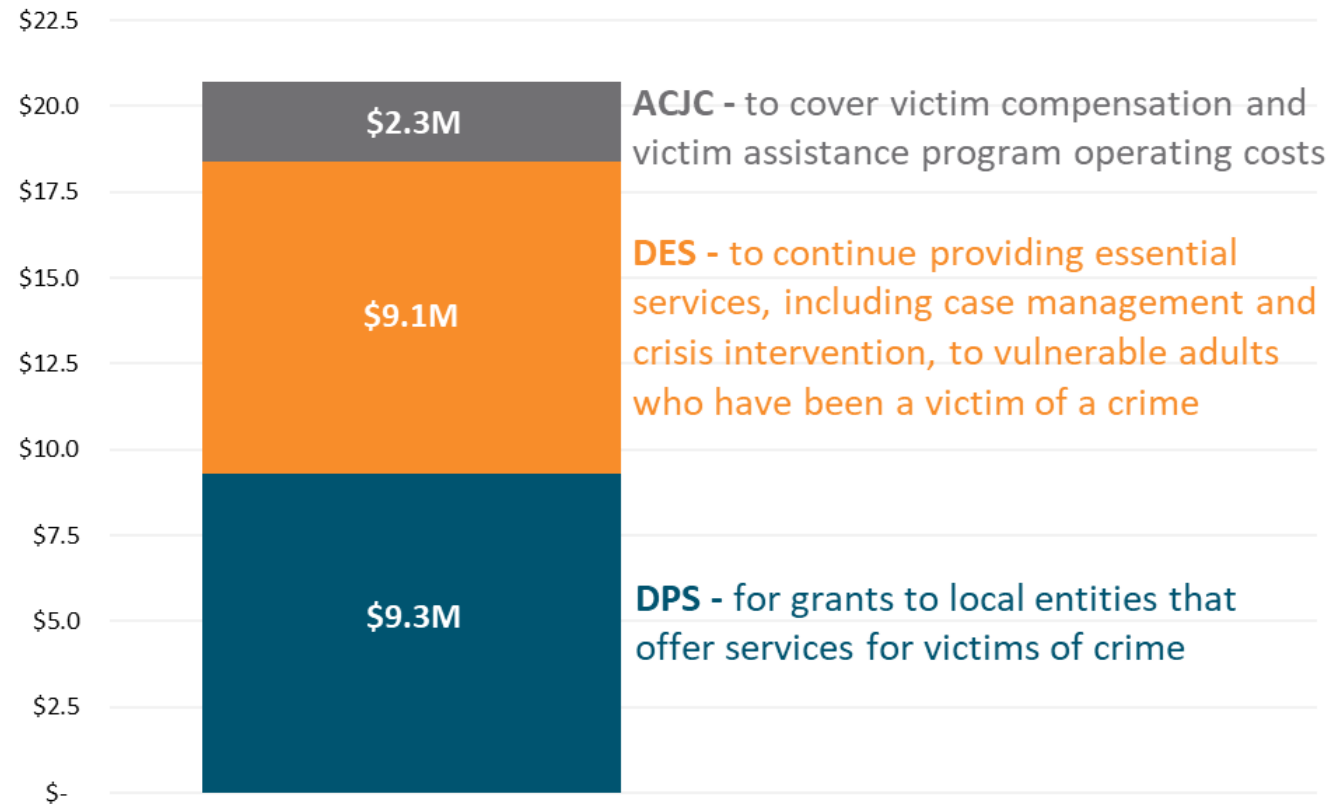 $22.5
$20.0
$17.5
$15.0
$12.5
$10.0
$7.5
$5.0
$2.5
$-
$2.3M
$9.1M
$9.3M
ACJC - to cover victim compensation and
victim assistance program operating costs
DES - to continue providing essential
services, including case management and
crisis intervention, to vulnerable adults
who have been a victim of a crime
DPS - for grants to local entities that
offer services for victims of crime